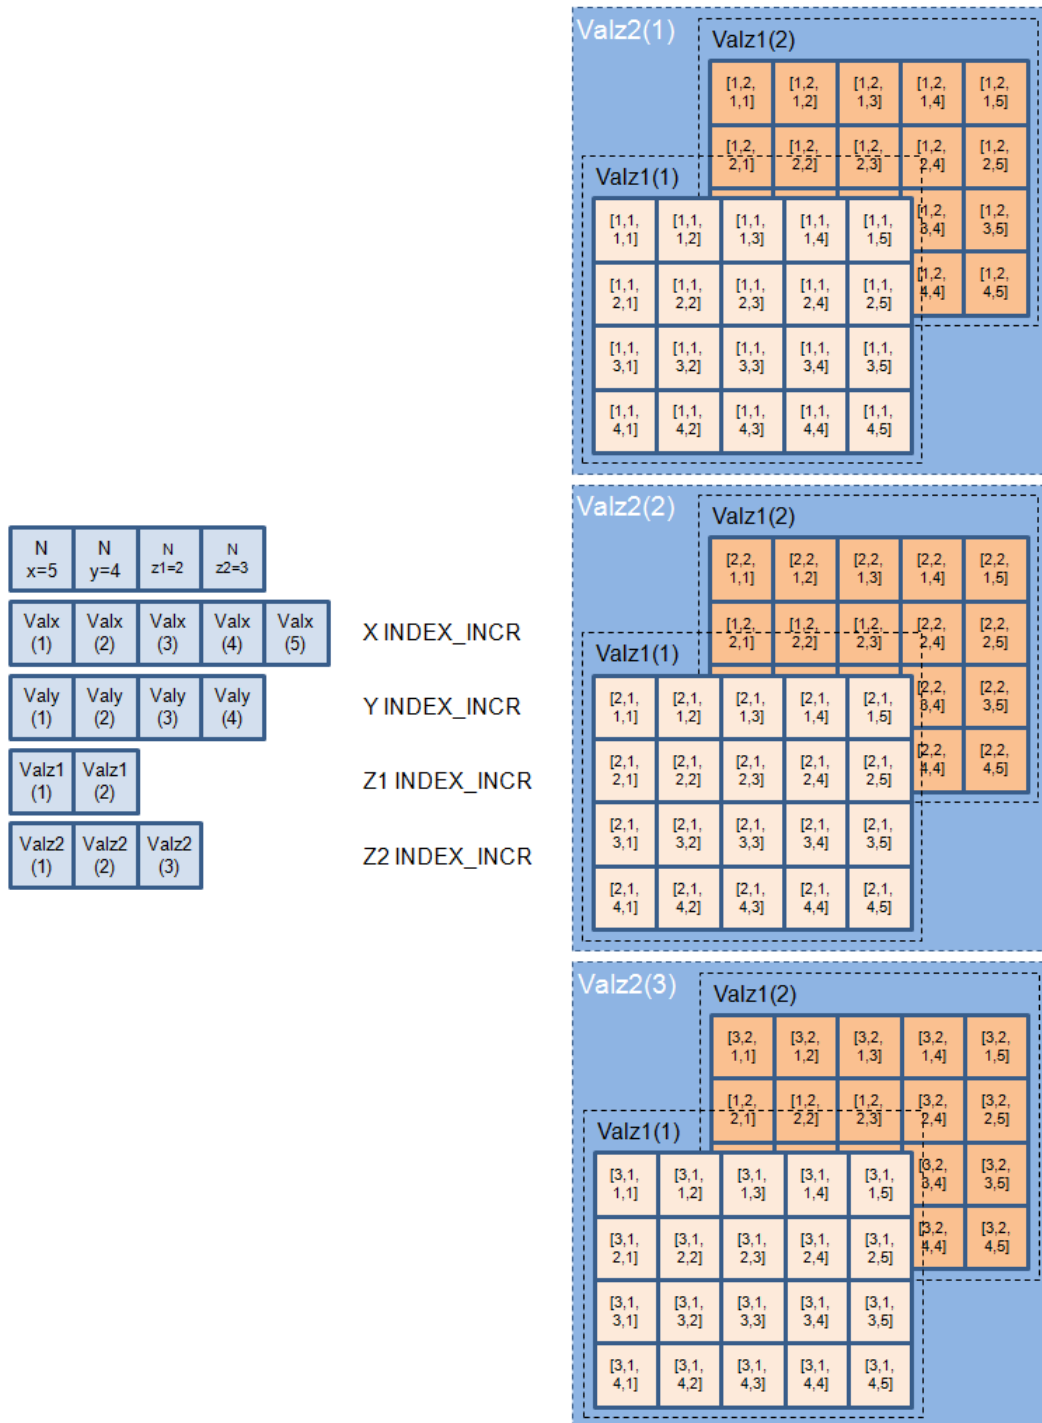 Valz2(1)
Valz1(2)
[1,2, [1,2, [1,2, [1,2, [1,2,
1,1] 1,2] 1,3] 1,4] 1,5]
[1,2, [1,2, [1,2, [1,2, [1,2,
2,1] 2,2] 2,3] 2,4] 2,5]
[1,2, [1,2,
3,4] 3,5]
[1,2, [1,2,
4,4] 4,5]
Valz1(1)
[1,1, [1,1, [1,1, [1,1, [1,1,
1,1] 1,2] 1,3] 1,4] 1,5]
[1,1, [1,1, [1,1, [1,1, [1,1,
2,1] 2,2] 2,3] 2,4] 2,5]
[1,1, [1,1, [1,1, [1,1, [1,1,
3,1] 3,2] 3,3] 3,4] 3,5]
[1,1, [1,1, [1,1, [1,1, [1,1,
4,1] 4,2] 4,3] 4,4] 4,5]
N N N N
x=5 y=4 z1=2 z2=3
Valx Valx Valx Valx Valx
(1) (2) (3) (4) (5)
X INDEX_INCR
Valy Valy Valy Valy
(1) (2) (3) (4)
Y INDEX_INCR
Valz1 Valz1
(1) (2)
Z1 INDEX_INCR
Valz2 Valz2 Valz2
(1) (2) (3)
Z2 INDEX_INCR
Valz2(2)
Valz1(2)
[2,2, [2,2, [2,2, [2,2, [2,2,
1,1] 1,2] 1,3] 1,4] 1,5]
[1,2, [1,2, [1,2, [2,2, [2,2,
2,1] 2,2] 2,3] 2,4] 2,5]
[2,2, [2,2,
3,4] 3,5]
[2,2, [2,2,
4,4] 4,5]
Valz1(1)
[2,1, [2,1, [2,1, [2,1, [2,1,
1,1] 1,2] 1,3] 1,4] 1,5]
[2,1, [2,1, [2,1, [2,1, [2,1,
2,1] 2,2] 2,3] 2,4] 2,5]
[2,1, [2,1, [2,1, [2,1, [2,1,
3,1] 3,2] 3,3] 3,4] 3,5]
[2,1, [2,1, [2,1, [2,1, [2,1,
4,1] 4,2] 4,3] 4,4] 4,5]
Valz2(3)
Valz1(2)
[3,2, [3,2, [3,2, [3,2, [3,2,
1,1] 1,2] 1,3] 1,4] 1,5]
[1,2, [1,2, [1,2, [3,2, [3,2,
2,1] 2,2] 2,3] 2,4] 2,5]
[3,2, [3,2,
3,4] 3,5]
[3,2, [3,2,
4,4] 4,5]
Valz1(1)
[3,1, [3,1, [3,1, [3,1, [3,1,
1,1] 1,2] 1,3] 1,4] 1,5]
[3,1, [3,1, [3,1, [3,1, [3,1,
2,1] 2,2] 2,3] 2,4] 2,5]
[3,1, [3,1, [3,1, [3,1, [3,1,
3,1] 3,2] 3,3] 3,4] 3,5]
[3,1, [3,1, [3,1, [3,1, [3,1,
4,1] 4,2] 4,3] 4,4] 4,5]